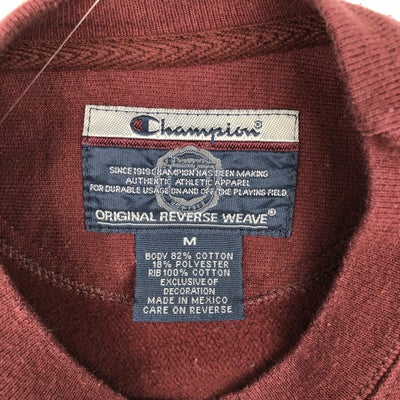 Champion®
SINCE 1919 CHAMPION HAS BEEN MAKING
AUTHENTIC ATHLETIC APPAREL
FOR DURABLE USAGE ON AND OFF THE PLAYING FIELD
ORIGINAL REVERSE WEAVE®
M
BODY 82% COTTON
18% POLYESTER
RIB 100% COTTON
EXCLUSIVE OF
DECORATION
MADE IN MEXICO
CARE ON REVERSE